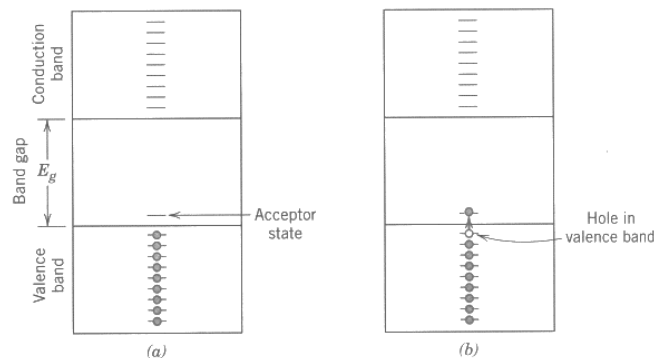 Conduction
band
Band gap
E_g
Valence
band
Acceptor
state
(a)
Hole in
valence band
(b)